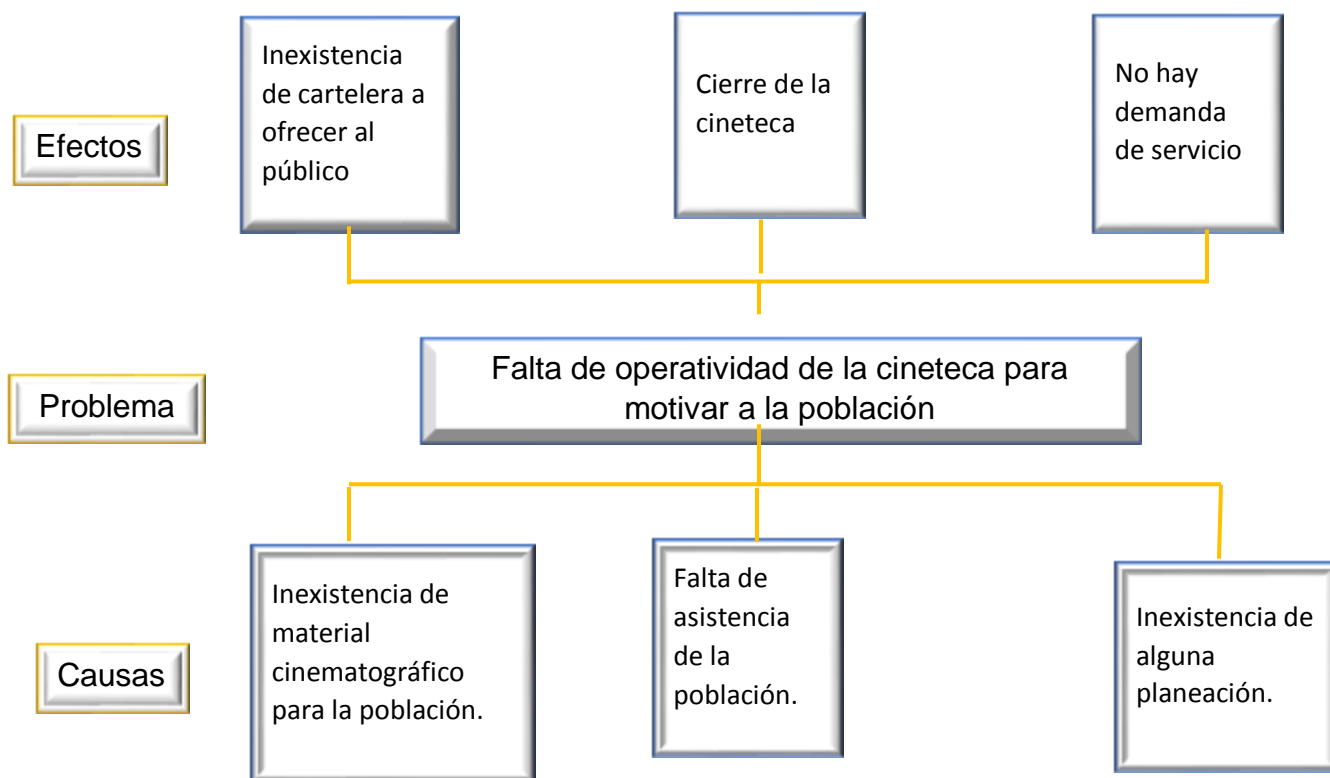 Efectos
Inexistencia
de cartelera a
ofrecer al
público
Cierre de la
cineteca
No hay
demanda
de servicio
Problema
Falta de operatividad de la cineteca para
motivar a la población
Causas
Inexistencia de
material
cinematográfico
para la población.
Falta de
asistencia
de la
población.
Inexistencia de
alguna
planeación.